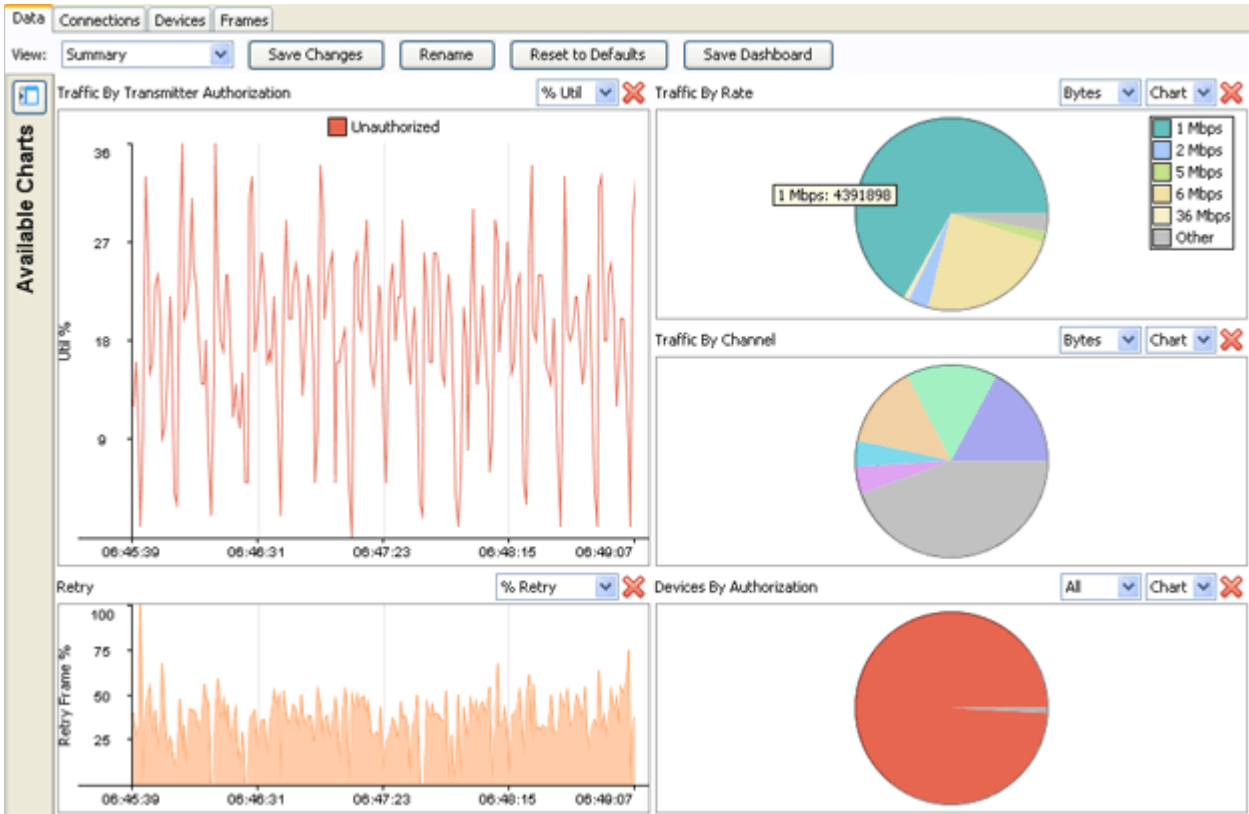 Data Connections Devices Frames
View: Summary Save Changes Rename Reset to Defaults Save Dashboard
Available Charts
Traffic By Transmitter Authorization % Util
Unauthorized
36
27
18
9
Util %
06:45:39 06:46:31 06:47:23 06:48:15 06:49:07
Traffic By Rate Bytes Chart
1 Mbps: 4391898
1 Mbps
2 Mbps
5 Mbps
6 Mbps
36 Mbps
Other
Traffic By Channel Bytes Chart
Retry % Retry
100
75
50
25
Retry Frame %
06:45:39 06:46:31 06:47:23 06:48:15 06:49:07
Devices By Authorization All Chart